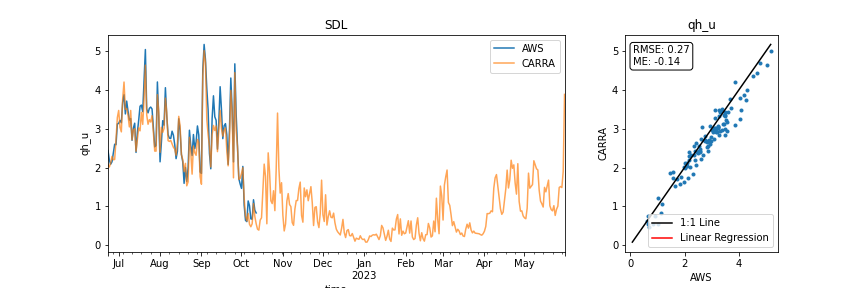 SDL
qh_u
5
4
3
2
1
0
qh_u
AWS
CARRA
Jul
Aug
Sep
Oct
Nov
Dec
Jan
2023
Feb
Mar
Apr
May
time
qh_u
RMSE: 0.27
ME: -0.14
5
4
3
2
1
0
CARRA
1:1 Line
Linear Regression
0
2
4
AWS